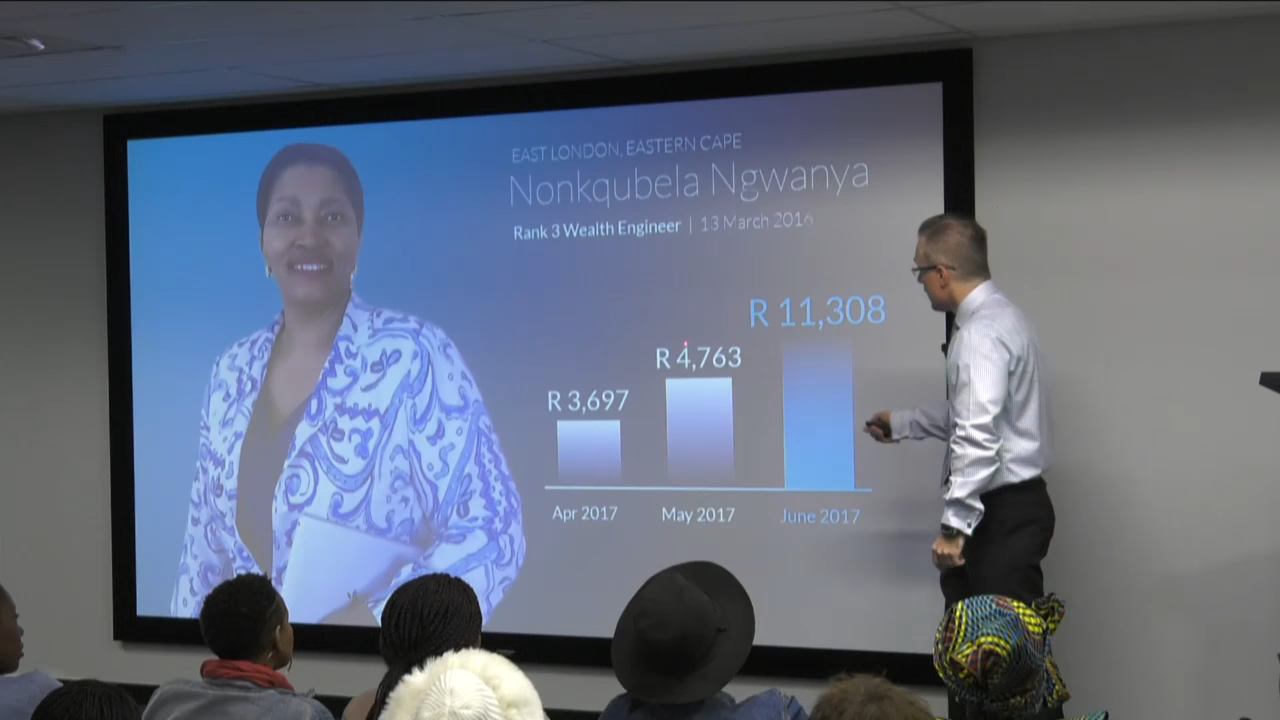 EAST LONDON, EASTERN CAPE
Nonkqubela Ngwanya
Rank 3 Wealth Engineer | 13 March 2016
R 11,308
R 4,763
R 3,697
Apr 2017 May 2017 June 2017